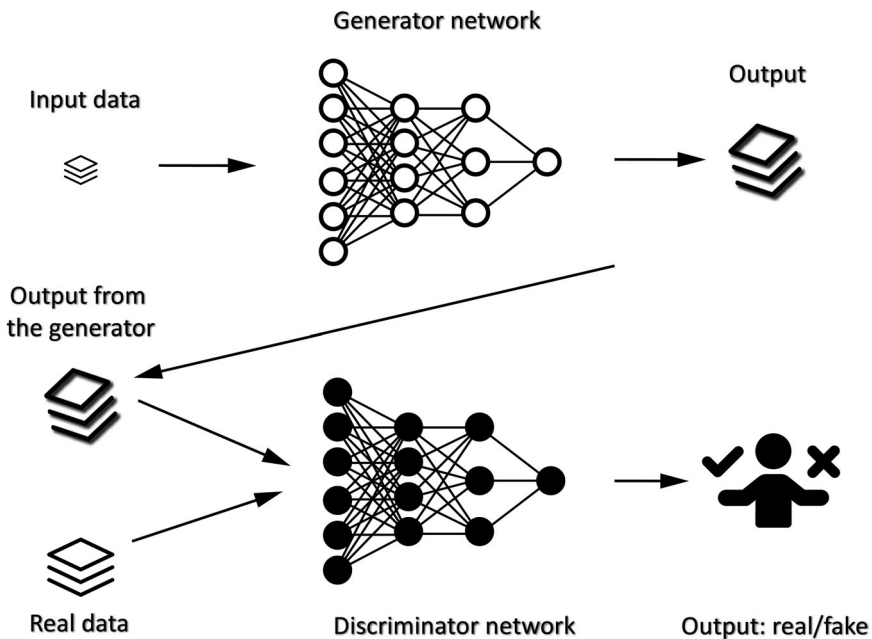 Generator network
Input data
Output
Output from
the generator
Real data
Discriminator network
Output: real/fake